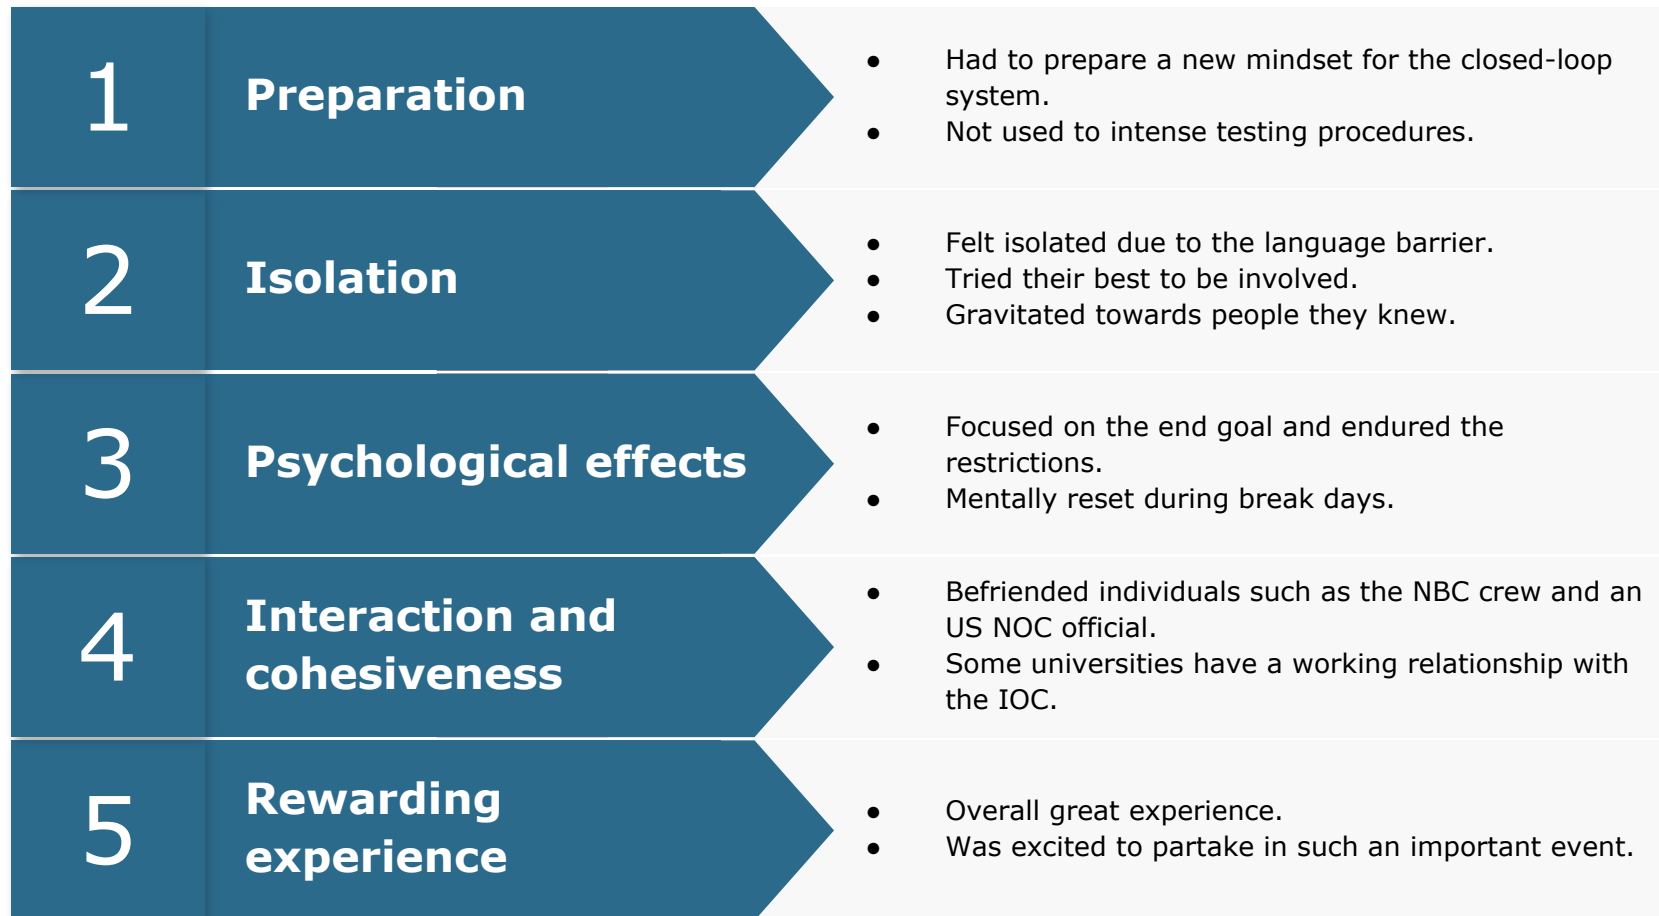 1
Preparation
● Had to prepare a new mindset for the closed-loop
system.
● Not used to intense testing procedures.
2
Isolation
● Felt isolated due to the language barrier.
● Tried their best to be involved.
● Gravitated towards people they knew.
3
Psychological effects
● Focused on the end goal and endured the
restrictions.
● Mentally reset during break days.
4
Interaction and
cohesiveness
● Befriended individuals such as the NBC crew and an
US NOC official.
● Some universities have a working relationship with
the IOC.
5
Rewarding
experience
● Overall great experience.
● Was excited to partake in such an important event.